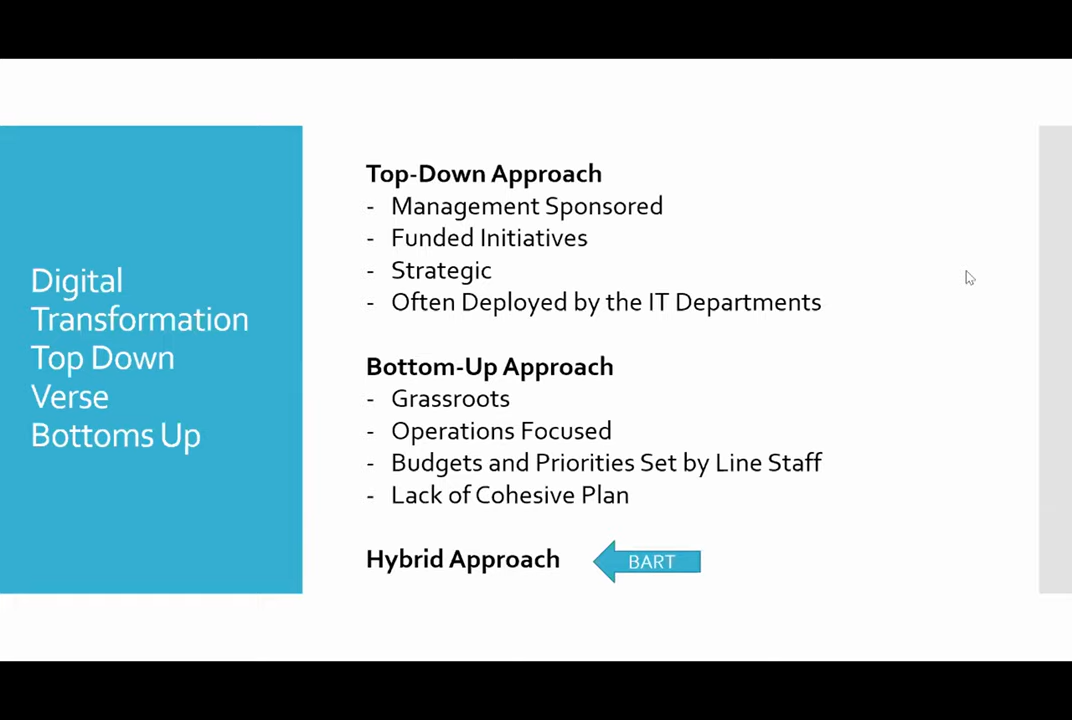 Digital
Transformation
Top Down
Verse
Bottoms Up
Top-Down Approach
- Management Sponsored
- Funded Initiatives
- Strategic
- Often Deployed by the IT Departments
Bottom-Up Approach
- Grassroots
- Operations Focused
- Budgets and Priorities Set by Line Staff
- Lack of Cohesive Plan
Hybrid Approach
BART